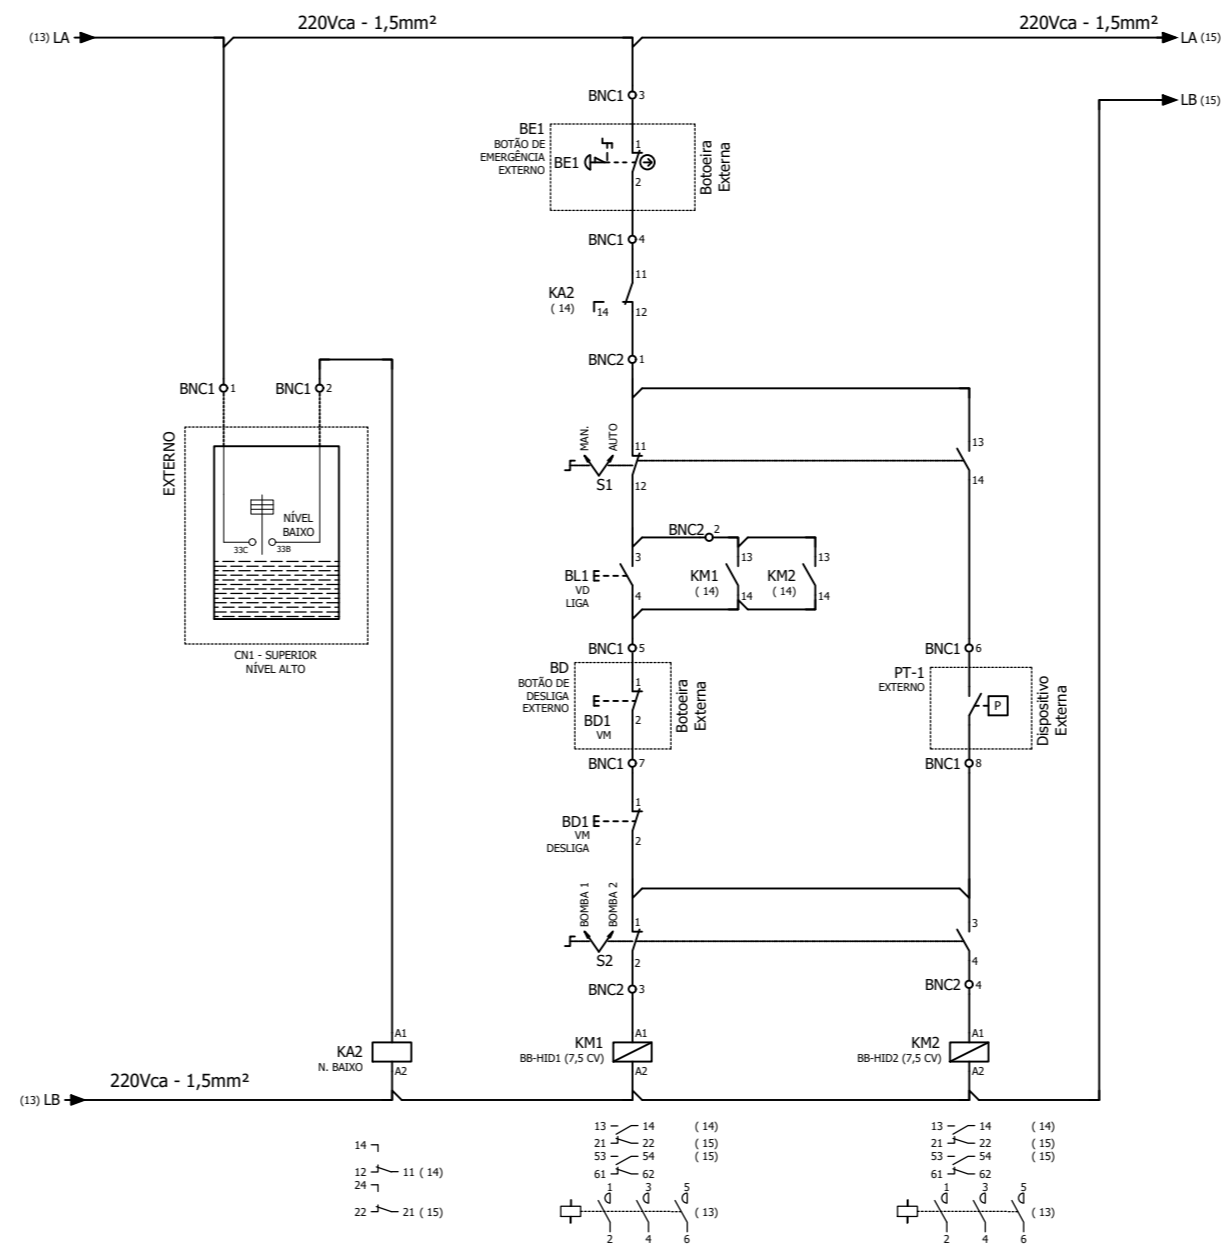 220Vca - 1,5mm²
220Vca - 1,5mm²
(13) LA
LA (15)
LB (15)
BNC1 3
BE1
BOTÃO DE
EMERGÊNCIA
EXTERNO
BE1
1
2
Botoeira
Externa
BNC1 4
KA2
( 14)
11
14
12
BNC2 1
BNC1 1
BNC1 2
EXTERNO
NÍVEL
BAIXO
33C
33B
CN1 - SUPERIOR
NÍVEL ALTO
MAN.
AUTO
S1
11
12
13
14
BNC2 2
BL1
VD
LIGA
3
4
KM1
( 14)
13
14
KM2
( 14)
13
14
BNC1 5
BD
BOTÃO DE
DESLIGA
EXTERNO
BD1
VM
1
2
Botoeira
Externa
BNC1 6
PT-1
EXTERNO
P
Dispositivo
Externa
BNC1 7
BNC1 8
BD1
VM
DESLIGA
1
2
BOMBA 1
BOMBA 2
S2
1
2
3
4
BNC2 3
BNC2 4
KA2
N. BAIXO
A1
A2
KM1
BB-HID1 (7,5 CV)
A1
A2
KM2
BB-HID2 (7,5 CV)
A1
A2
220Vca - 1,5mm²
(13) LB
14
12 11 ( 14)
24
22 21 ( 15)
13 14 ( 14)
21 22 ( 15)
53 54 ( 15)
61 62
1 3 5
( 13)
2 4 6
13 14 ( 14)
21 22 ( 15)
53 54 ( 15)
61 62
1 3 5
( 13)
2 4 6